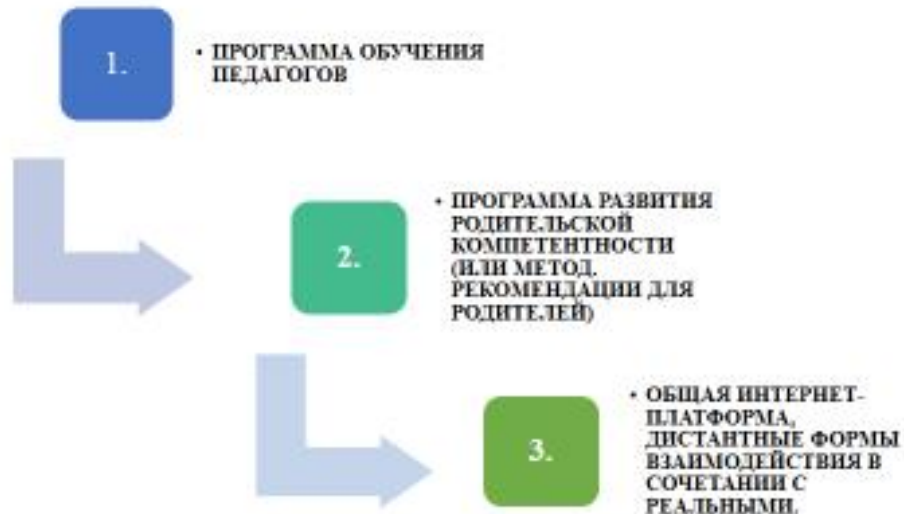 1.
• ПРОГРАММА ОБУЧЕНИЯ
ПЕДАГОГОВ
2.
• ПРОГРАММА РАЗВИТИЯ
РОДИТЕЛЬСКОЙ
КОМПЕТЕНТНОСТИ
(ИЛИ МЕТОД.
РЕКОМЕНДАЦИИ ДЛЯ
РОДИТЕЛЕЙ)
3.
• ОБЩАЯ ИНТЕРНЕТ-
ПЛАТФОРМА,
ДИСТАНТНЫЕ ФОРМЫ
ВЗАИМОДЕЙСТВИЯ В
СОЧЕТАНИИ С
РЕАЛЬНЫМИ.